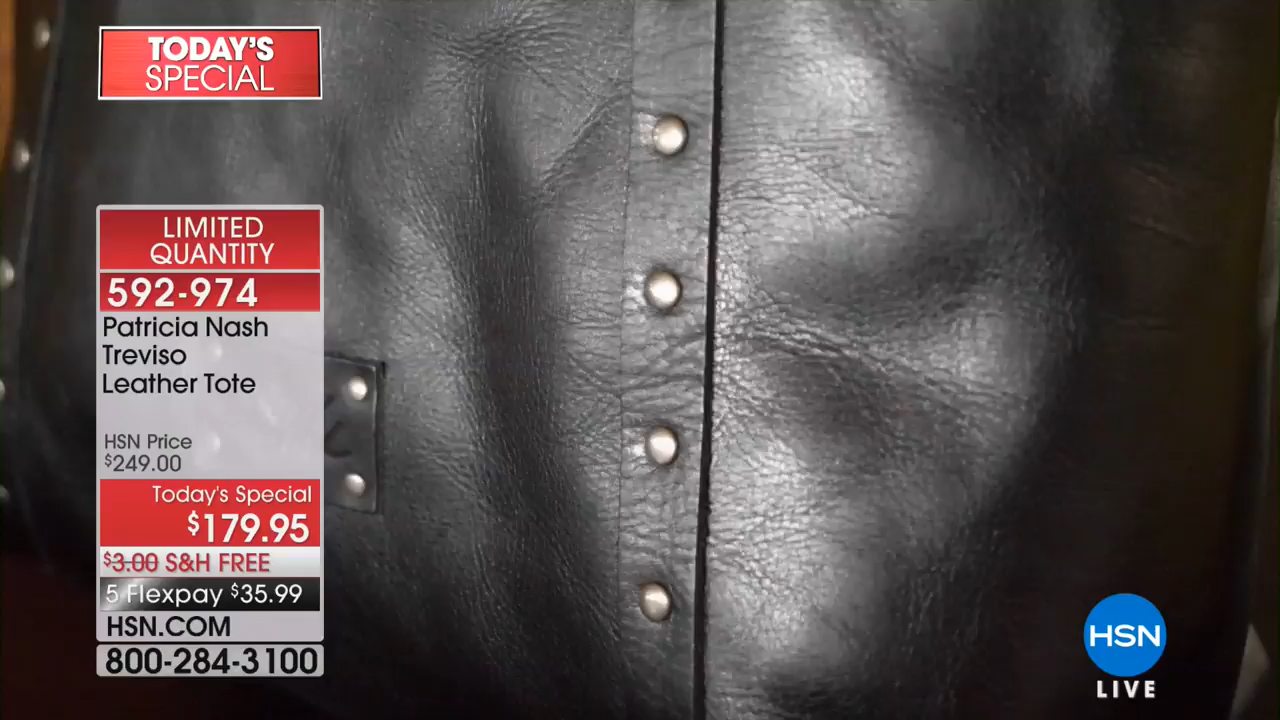 TODAY'S
SPECIAL
LIMITED
QUANTITY
592-974
Patricia Nash
Treviso
Leather Tote
HSN Price
$249.00
Today's Special
$179.95
$3.00 S&H FREE
5 Flexpay $35.99
HSN.COM
800-284-3100
HSN
LIVE